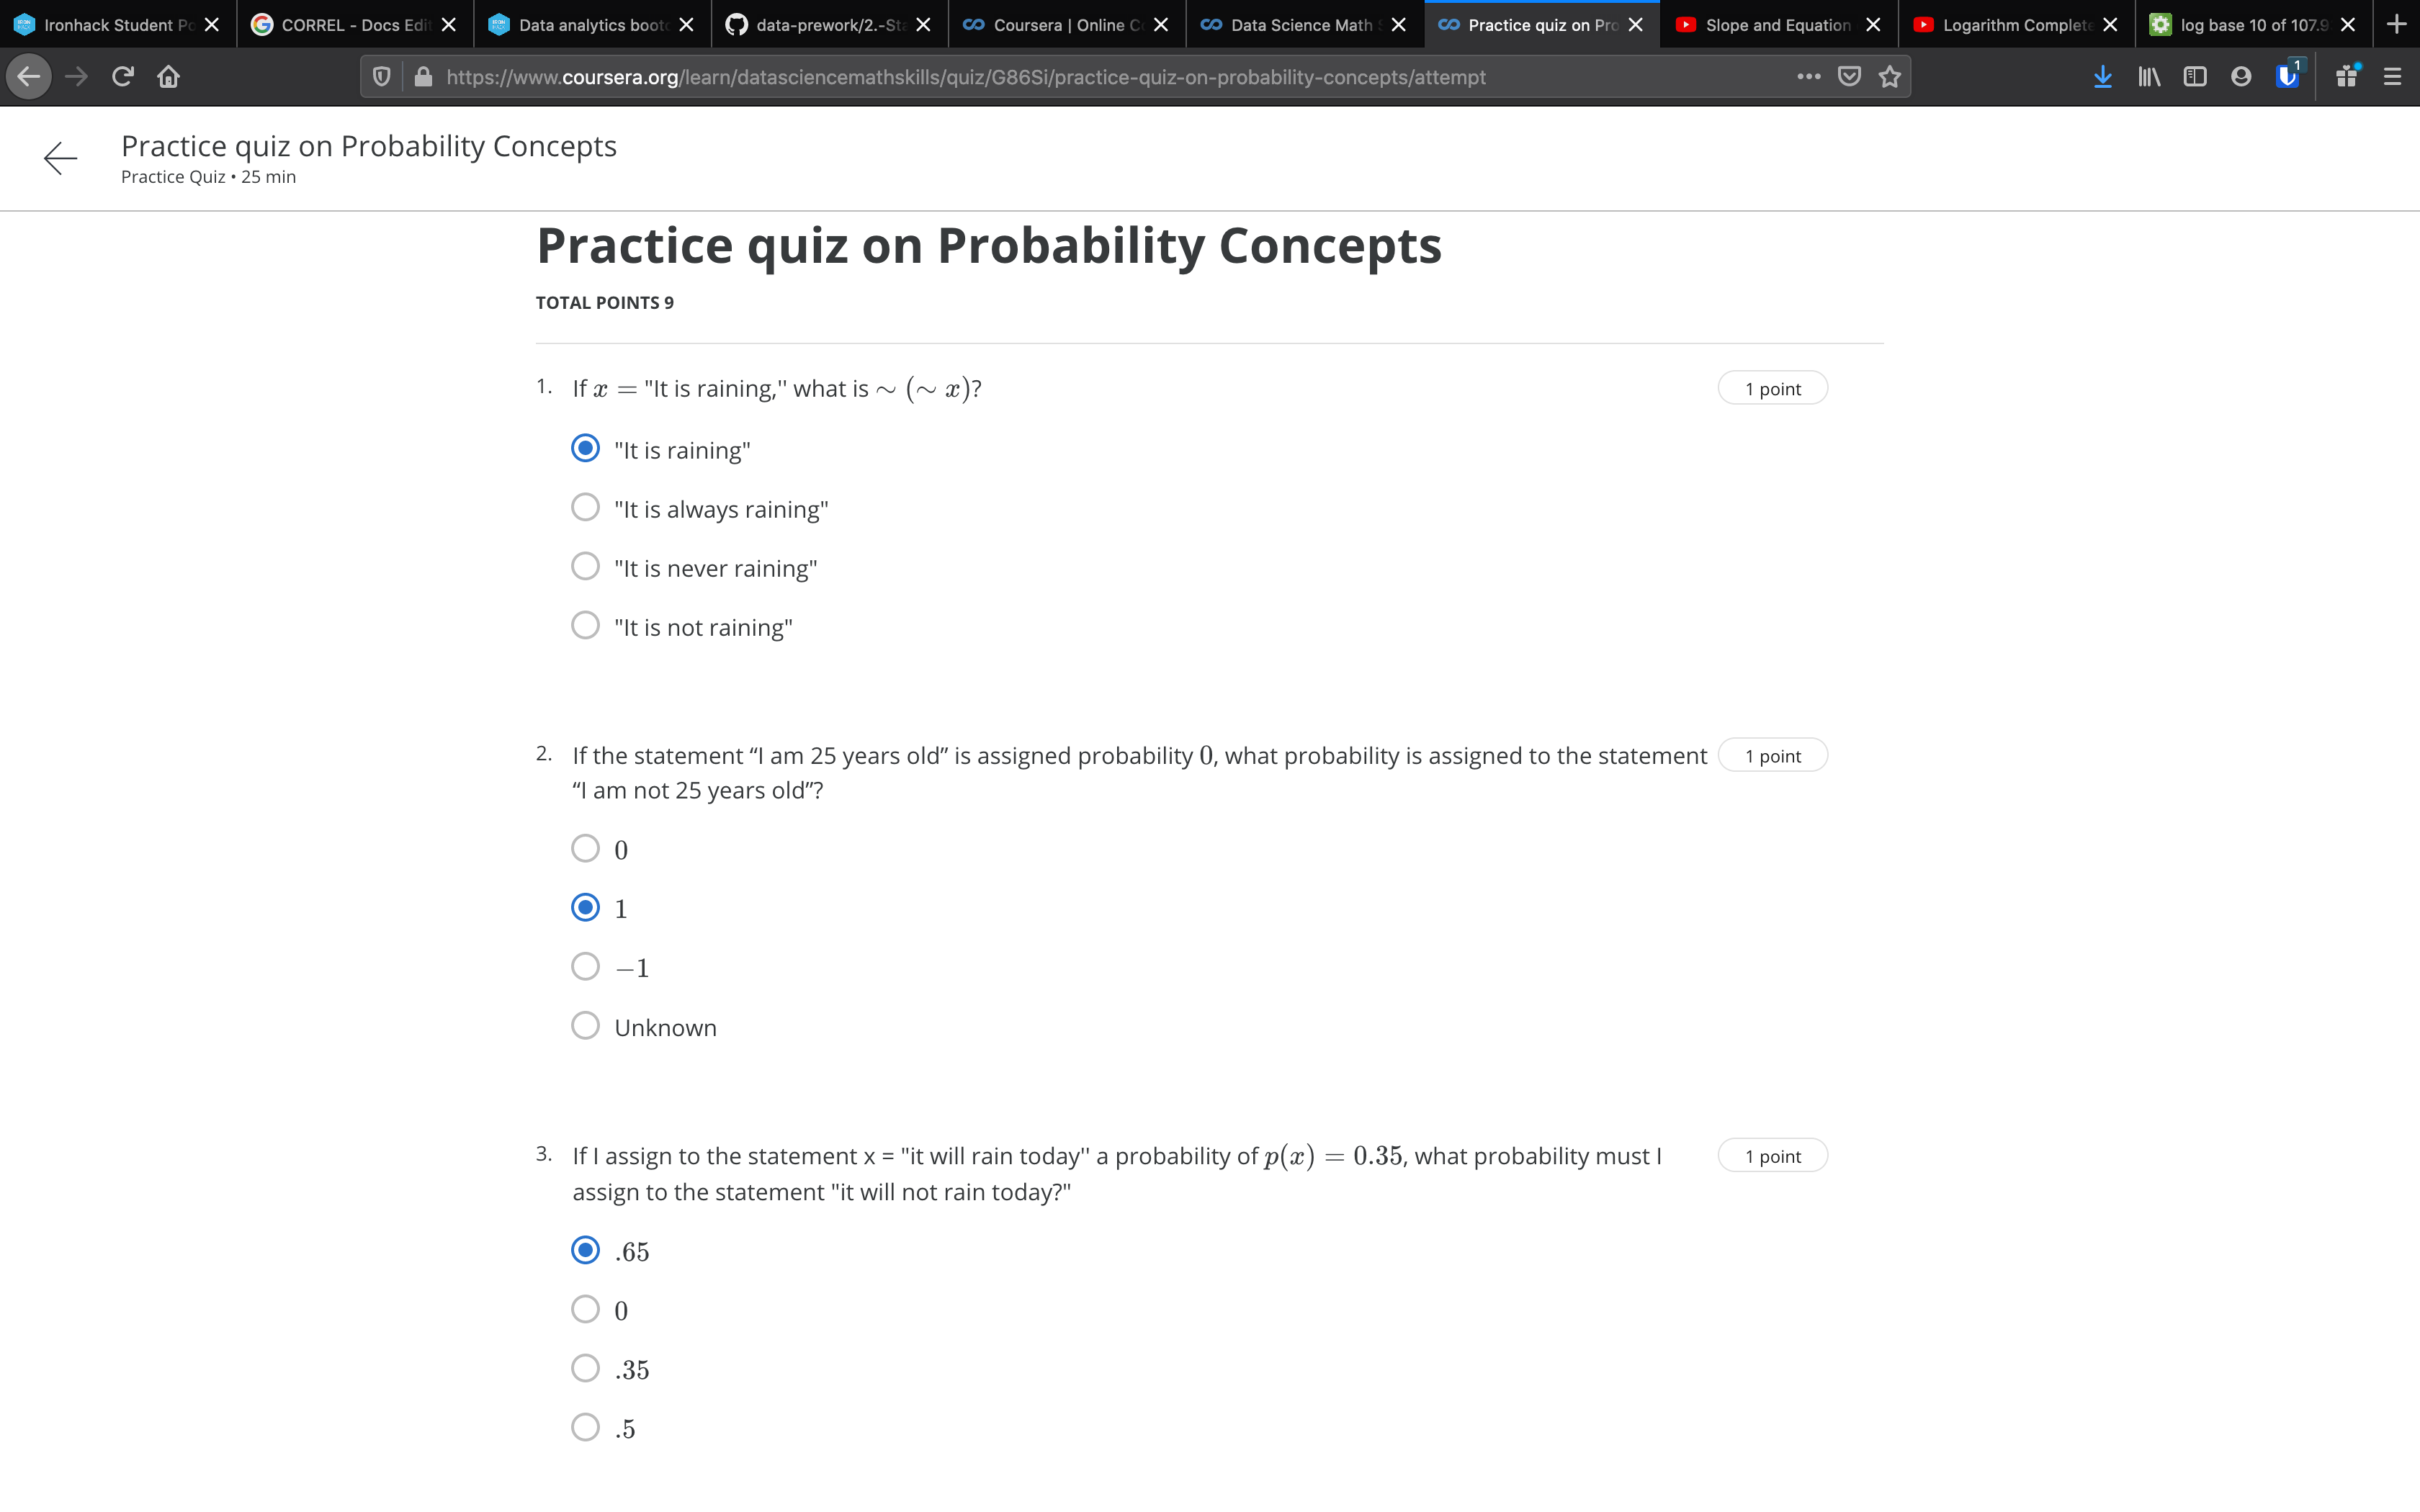 Ironhack Student Po
CORREL - Docs Edit
Data analytics bootc
data-prework/2.-Sta
Coursera | Online Co
Data Science Math S
Practice quiz on Pro
Slope and Equation
Logarithm Complete
log base 10 of 107.9
https://www.coursera.org/learn/datasciencemathskills/quiz/G86Si/practice-quiz-on-probability-concepts/attempt
1
Practice quiz on Probability Concepts
Practice Quiz • 25 min
Practice quiz on Probability Concepts
TOTAL POINTS 9
1. If x = "It is raining,'' what is ∼ (∼ x)?
1 point
"It is raining"
"It is always raining"
"It is never raining"
"It is not raining"
2. If the statement “I am 25 years old” is assigned probability 0, what probability is assigned to the statement
1 point
“I am not 25 years old”?
0
1
−1
Unknown
3. If I assign to the statement x = "it will rain today'' a probability of p(x) = 0.35, what probability must I
1 point
assign to the statement "it will not rain today?"
.65
0
.35
.5